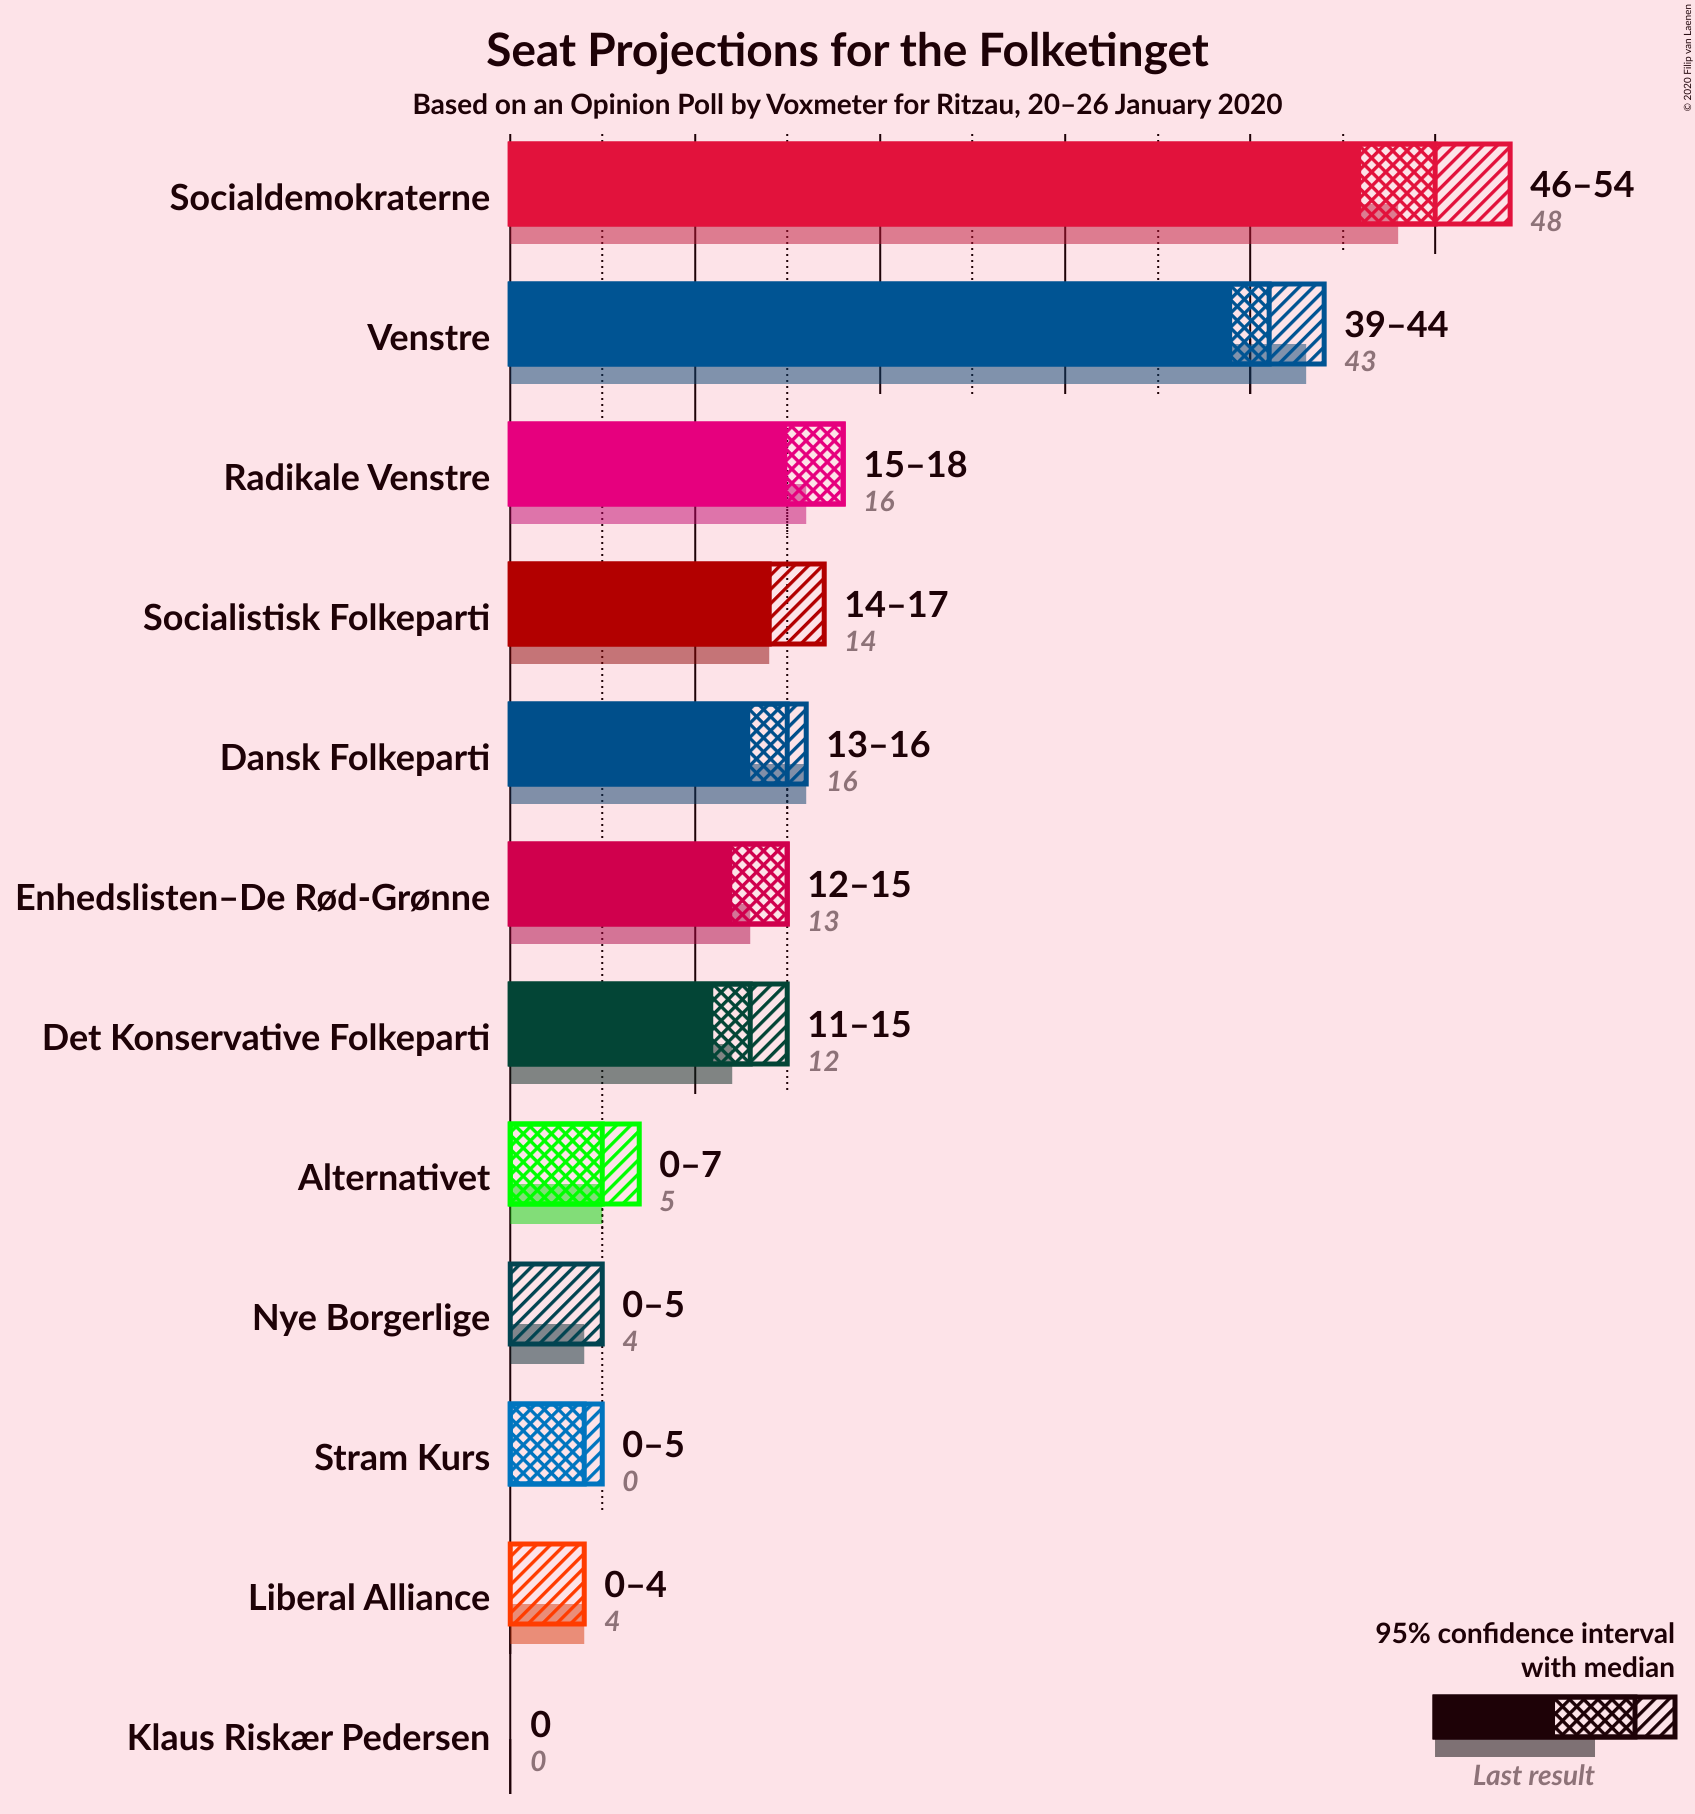 Seat Projections for the Folketinget
Based on an Opinion Poll by Voxmeter for Ritzau, 20–26 January 2020
© 2020 Filip van Laenen
Socialdemokraterne
46–54
48
Venstre
39–44
43
Radikale Venstre
15–18
16
Socialistisk Folkeparti
14–17
14
Dansk Folkeparti
13–16
16
Enhedslisten–De Rød-Grønne
12–15
13
Det Konservative Folkeparti
11–15
12
Alternativet
0–7
5
Nye Borgerlige
0–5
4
Stram Kurs
0–5
0
Liberal Alliance
0–4
4
Klaus Riskær Pedersen
0
0
95% confidence interval
with median
Last result